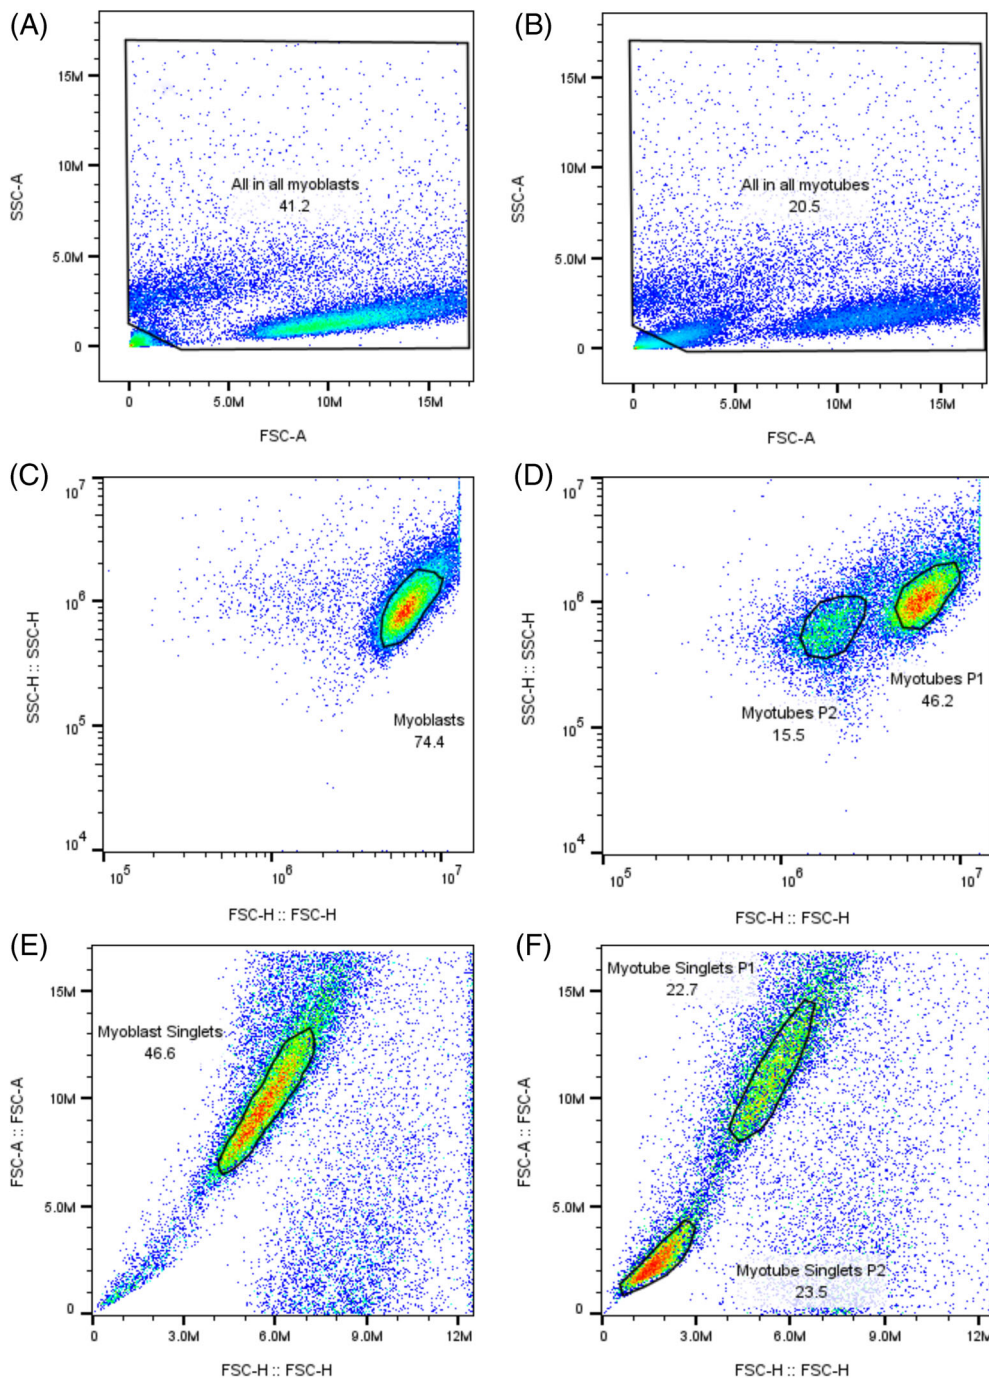 (A)
SSC-A
15M
10M
5.0M
0
All in all myoblasts
41.2
0
5.0M
10M
15M
FSC-A
(B)
SSC-A
15M
10M
5.0M
0
All in all myotubes
20.5
0
5.0M
10M
15M
FSC-A
(C)
SSC-H :: SSC-H
10^7
10^6
10^5
10^4
Myoblasts
74.4
10^5
10^6
10^7
FSC-H :: FSC-H
(D)
SSC-H :: SSC-H
10^7
10^6
10^5
10^4
Myotubes P1
46.2
Myotubes P2
15.5
10^5
10^6
10^7
FSC-H :: FSC-H
(E)
FSC-A :: FSC-A
15M
10M
5.0M
0
Myoblast Singlets
46.6
0
3.0M
6.0M
9.0M
12M
FSC-H :: FSC-H
(F)
FSC-A :: FSC-A
15M
10M
5.0M
0
Myotube Singlets P1
22.7
Myotube Singlets P2
23.5
0
3.0M
6.0M
9.0M
12M
FSC-H :: FSC-H